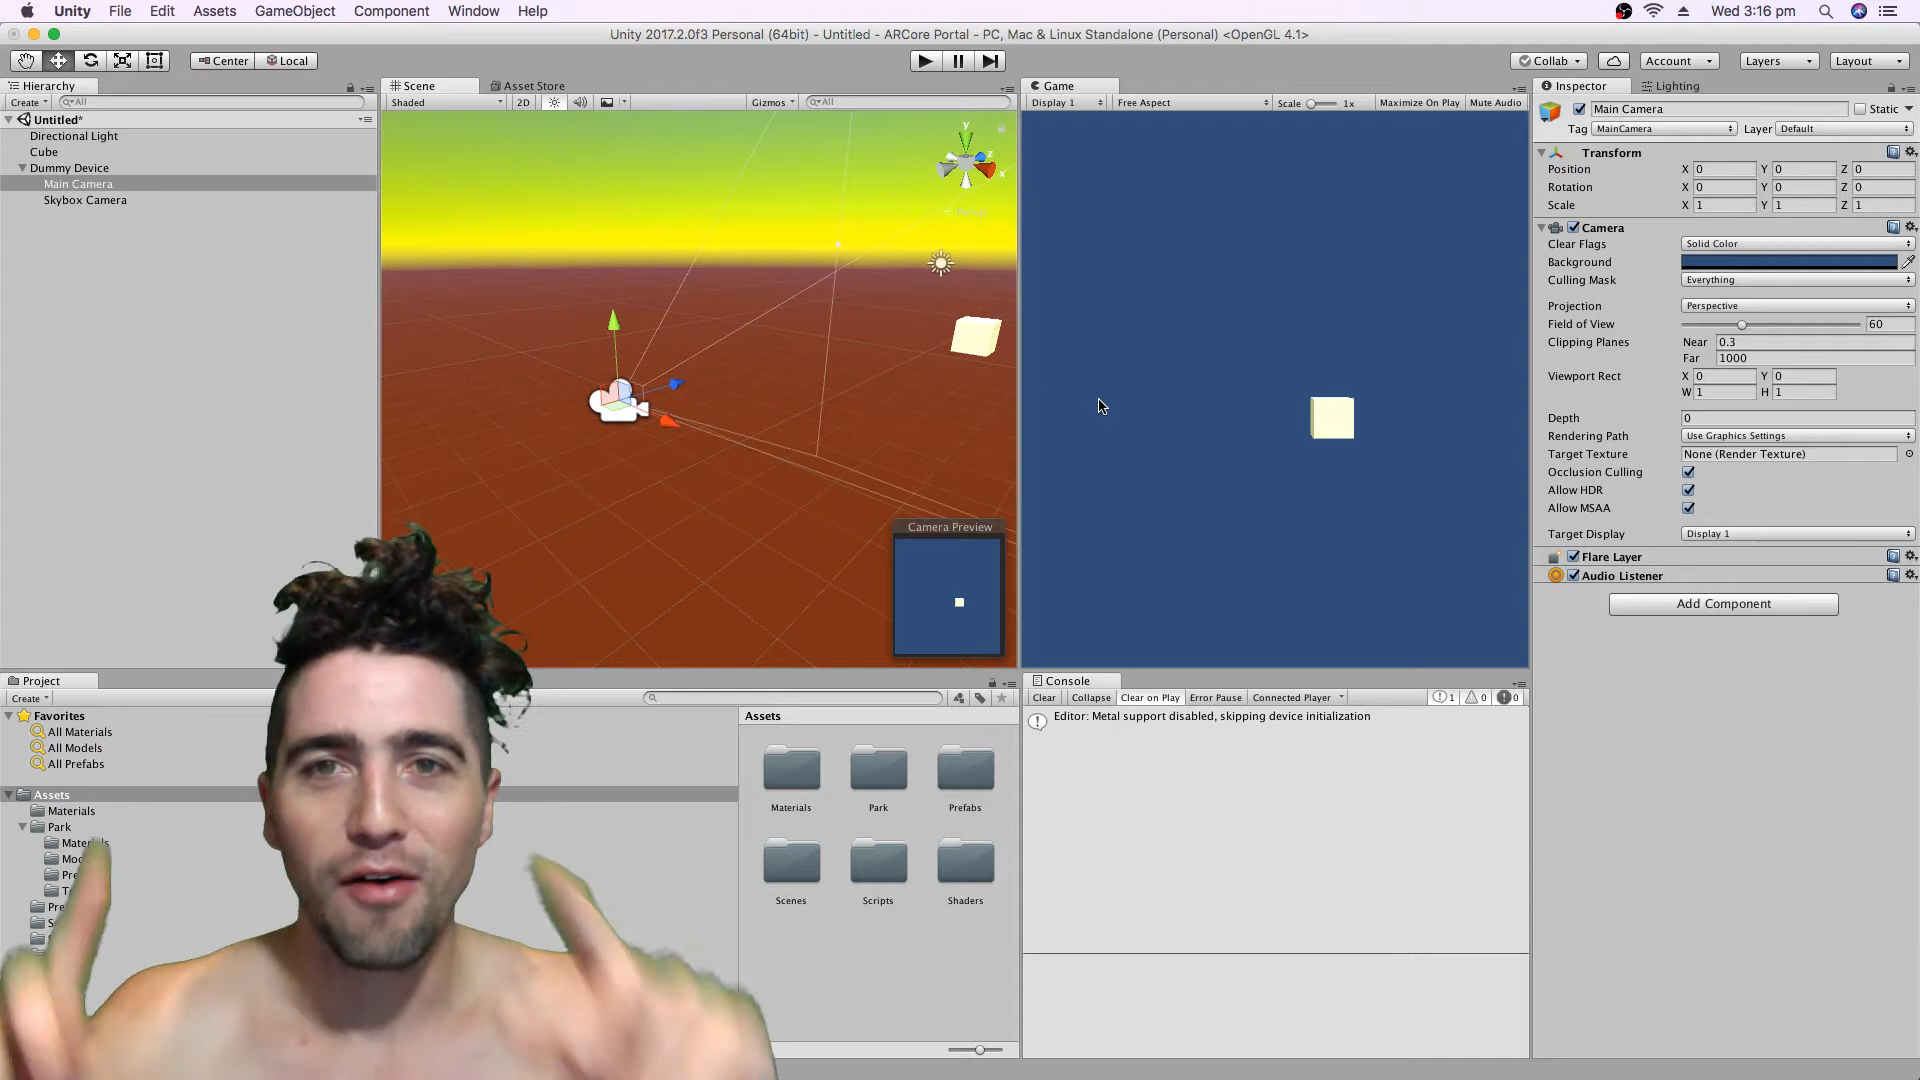 Unity File Edit Assets GameObject Component Window Help Wed 3:16 pm
Unity 2017.2.0f3 Personal (64bit) - Untitled - ARCore Portal - PC, Mac & Linux Standalone (Personal) <OpenGL 4.1>
Center Local Collab Account Layers Layout
Hierarchy
Create All
Untitled*
Directional Light
Cube
Dummy Device
Main Camera
Skybox Camera
Scene Asset Store
Shaded 2D Gizmos All
y
z
x
Persp
Camera Preview
Game
Display 1 Free Aspect Scale 1x Maximize On Play Mute Audio
Inspector Lighting
Main Camera Static
Tag MainCamera Layer Default
Transform
Position X 0 Y 0 Z 0
Rotation X 0 Y 0 Z 0
Scale X 1 Y 1 Z 1
Camera
Clear Flags Solid Color
Background
Culling Mask Everything
Projection Perspective
Field of View 60
Clipping Planes Near 0.3
Far 1000
Viewport Rect X 0 Y 0
W 1 H 1
Depth 0
Rendering Path Use Graphics Settings
Target Texture None (Render Texture)
Occlusion Culling
Allow HDR
Allow MSAA
Target Display Display 1
Flare Layer
Audio Listener
Add Component
Project
Create
Favorites
All Materials
All Models
All Prefabs
Assets
Materials
Park
Assets
Materials Park Prefabs
Scenes Scripts Shaders
Console
Clear Collapse Clear on Play Error Pause Connected Player 1 0 0
Editor: Metal support disabled, skipping device initialization